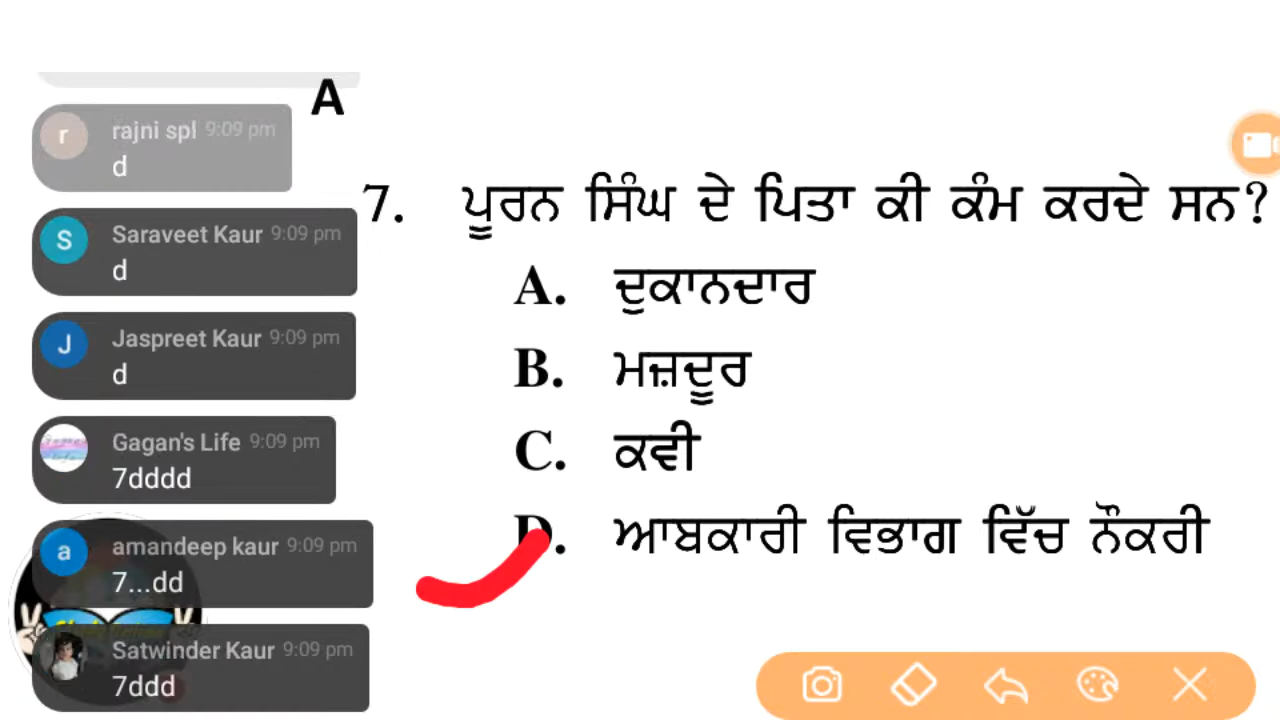 A
rajni spl 9:09 pm
d
Saraveet Kaur 9:09 pm
d
Jaspreet Kaur 9:09 pm
d
Gagan's Life 9:09 pm
7dddd
amandeep kaur 9:09 pm
7...dd
Satwinder Kaur 9:09 pm
7ddd
7. ਪੂਰਨ ਸਿੰਘ ਦੇ ਪਿਤਾ ਕੀ ਕੰਮ ਕਰਦੇ ਸਨ?
A. ਦੁਕਾਨਦਾਰ
B. ਮਜ਼ਦੂਰ
C. ਕਵੀ
D. ਆਬਕਾਰੀ ਵਿਭਾਗ ਵਿੱਚ ਨੌਕਰੀ
r
S
J
a